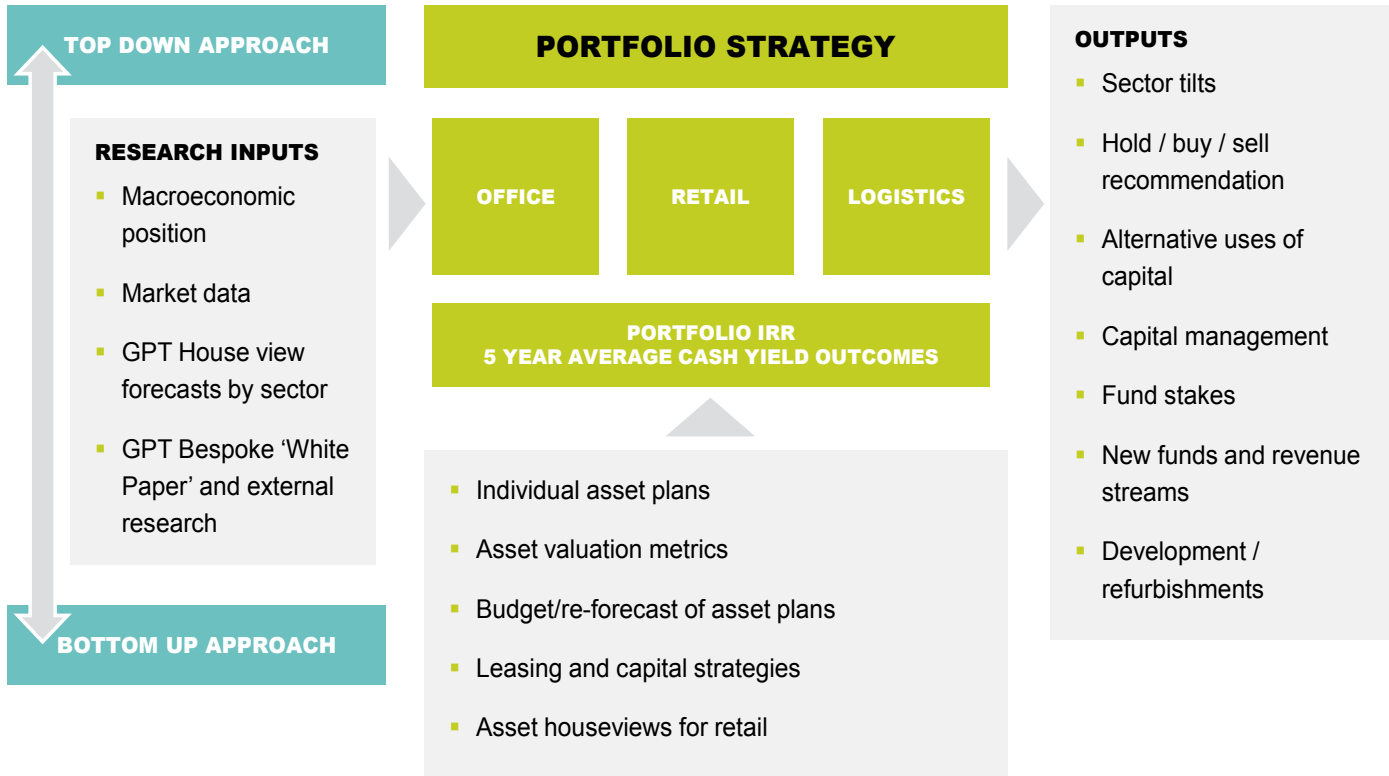 TOP DOWN APPROACH
RESEARCH INPUTS
▪ Macroeconomic
position
▪ Market data
▪ GPT House view
forecasts by sector
▪ GPT Bespoke ‘White
Paper’ and external
research
BOTTOM UP APPROACH
PORTFOLIO STRATEGY
OFFICE
RETAIL
LOGISTICS
PORTFOLIO IRR
5 YEAR AVERAGE CASH YIELD OUTCOMES
▪ Individual asset plans
▪ Asset valuation metrics
▪ Budget/re-forecast of asset plans
▪ Leasing and capital strategies
▪ Asset houseviews for retail
OUTPUTS
▪ Sector tilts
▪ Hold / buy / sell
recommendation
▪ Alternative uses of
capital
▪ Capital management
▪ Fund stakes
▪ New funds and revenue
streams
▪ Development /
refurbishments